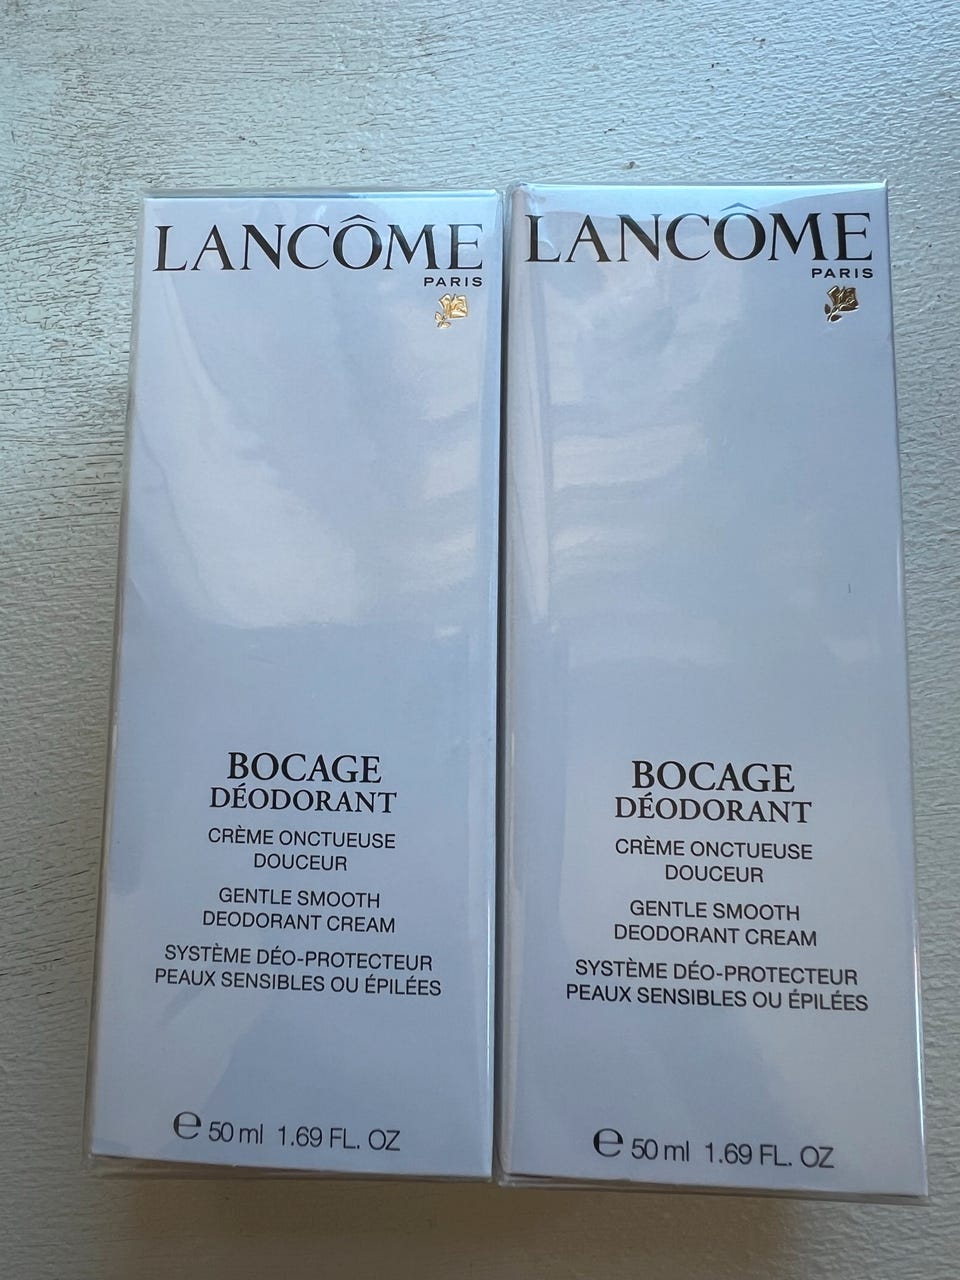 LANCÔME
PARIS
BOCAGE
DÉODORANT
CRÈME ONCTUEUSE
DOUCEUR
GENTLE SMOOTH
DEODORANT CREAM
SYSTÈME DÉO-PROTECTEUR
PEAUX SENSIBLES OU ÉPILÉES
℮ 50 ml 1.69 FL. OZ
LANCÔME
PARIS
BOCAGE
DÉODORANT
CRÈME ONCTUEUSE
DOUCEUR
GENTLE SMOOTH
DEODORANT CREAM
SYSTÈME DÉO-PROTECTEUR
PEAUX SENSIBLES OU ÉPILÉES
℮ 50 ml 1.69 FL. OZ